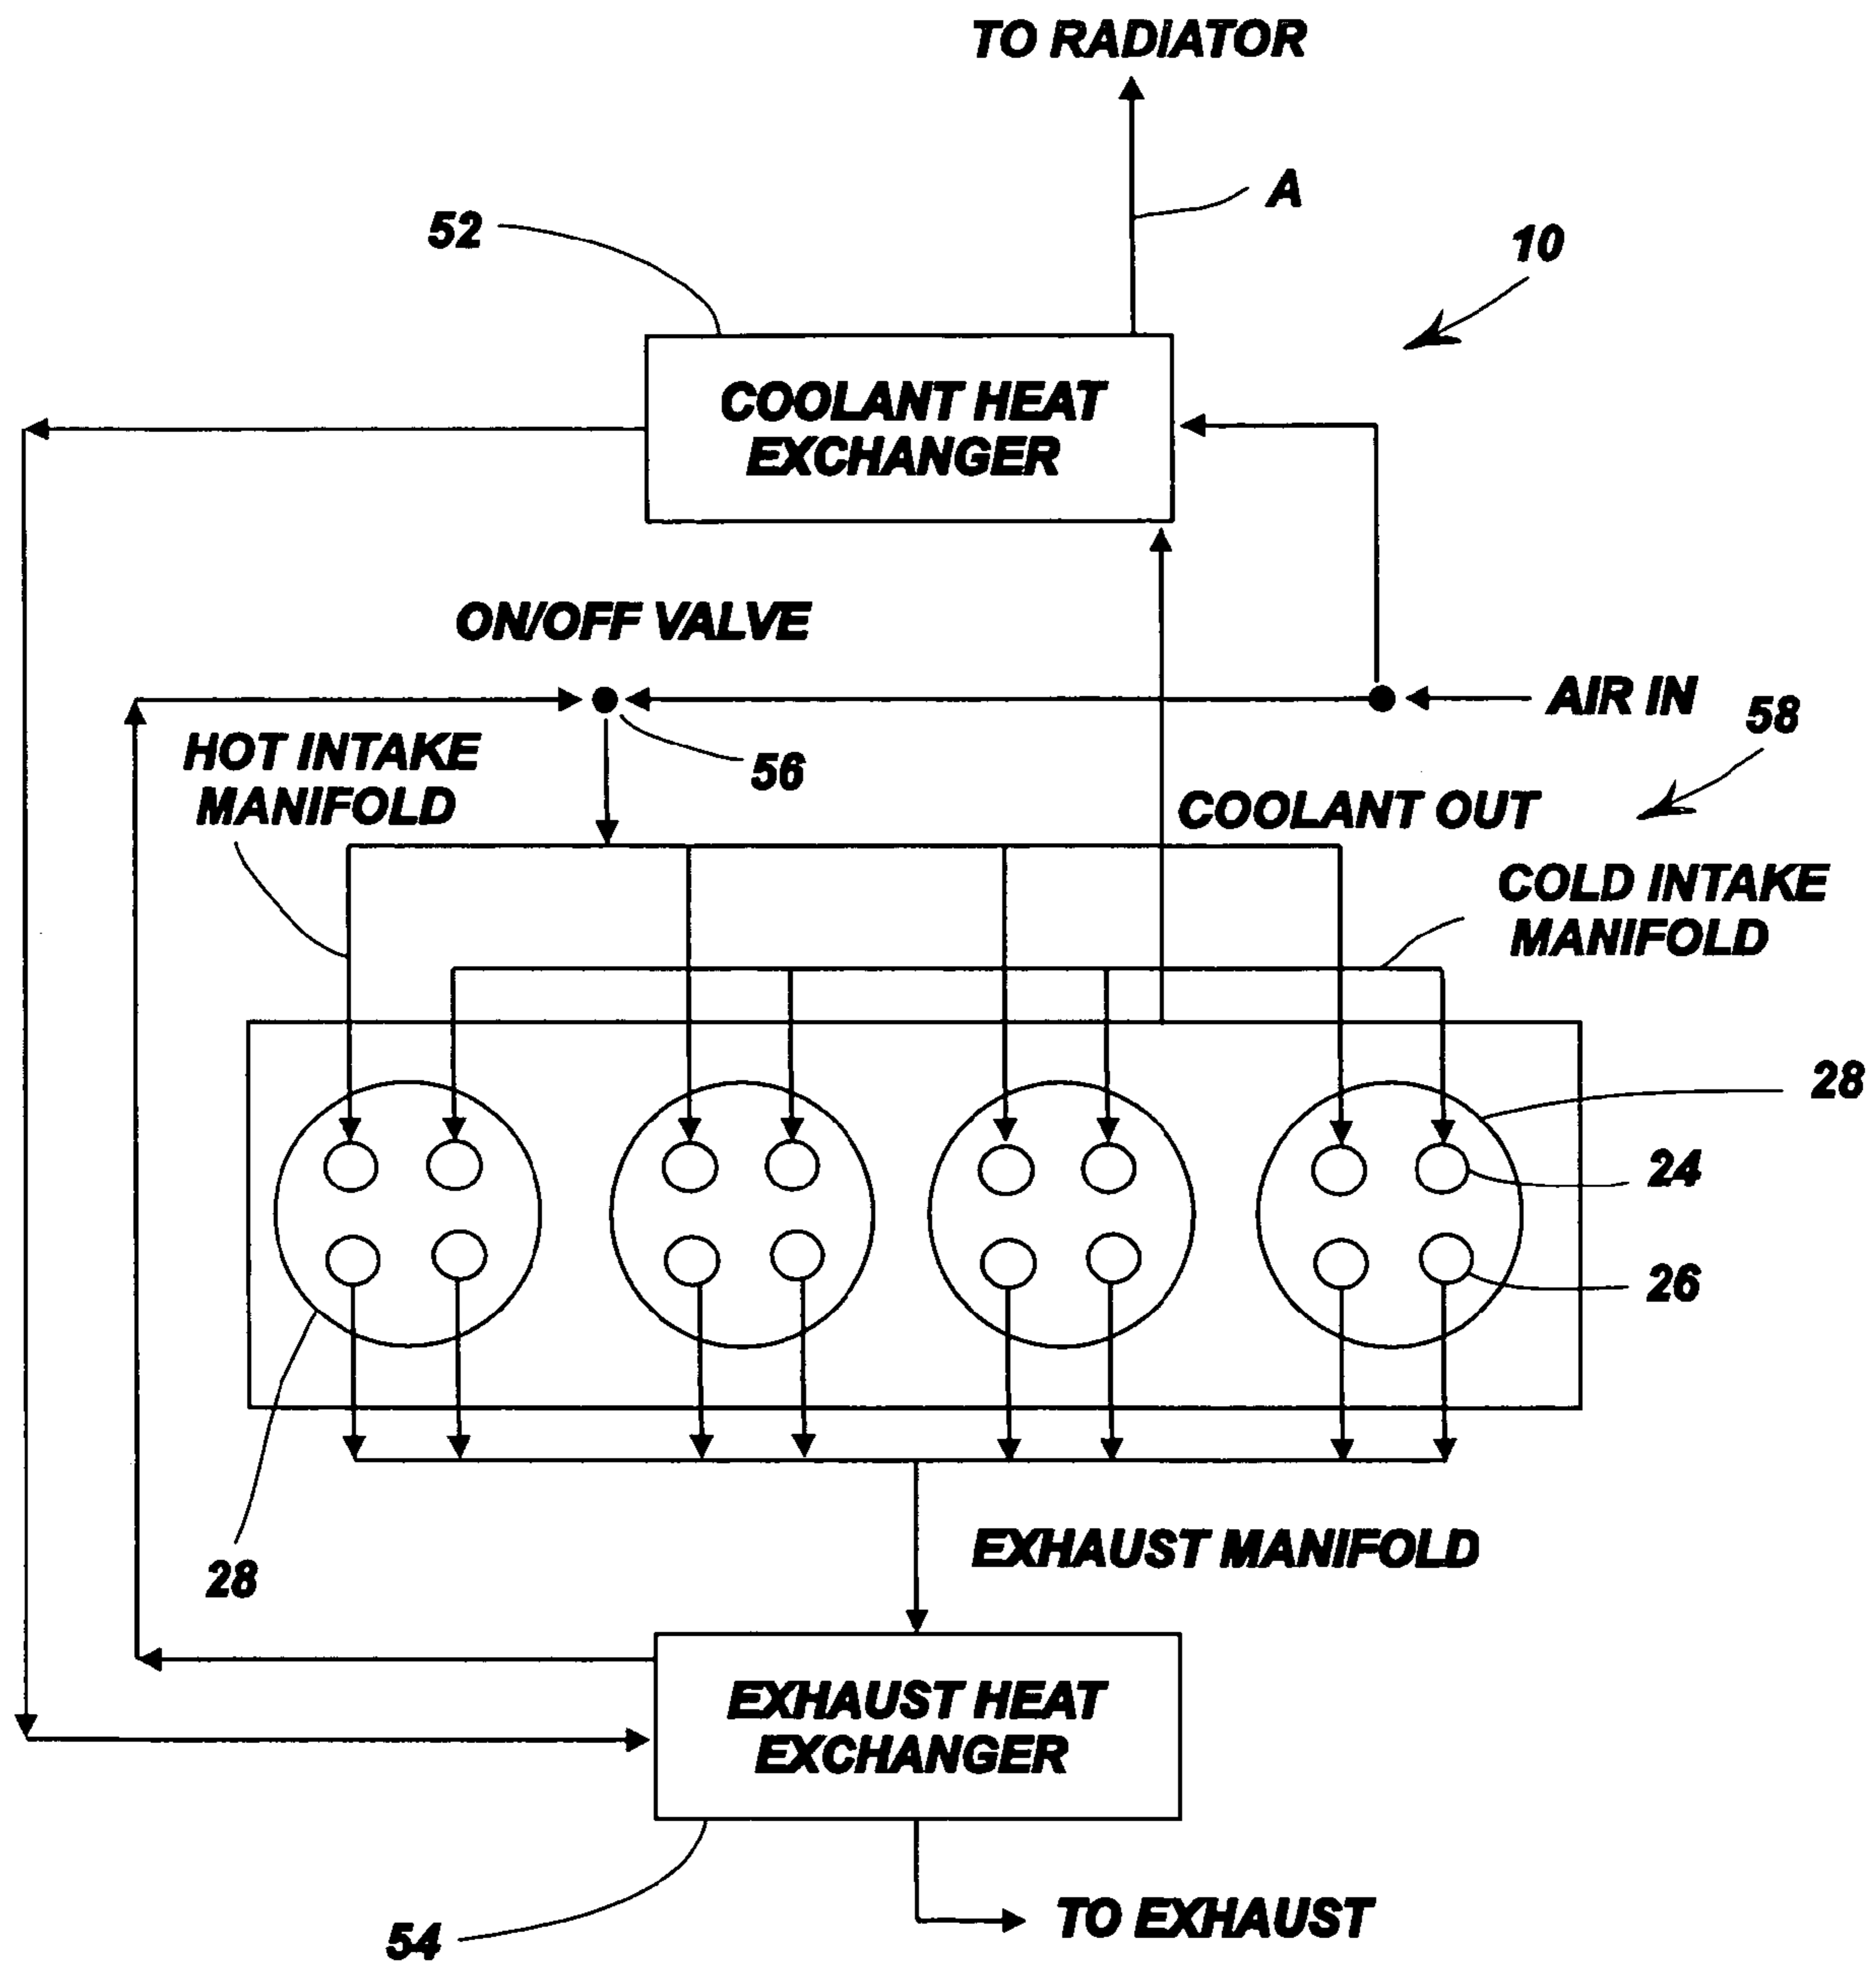 TO RADIATOR
A
52
10
COOLANT HEAT
EXCHANGER
ON/OFF VALVE
AIR IN
58
HOT INTAKE
MANIFOLD
56
COOLANT OUT
COLD INTAKE
MANIFOLD
28
24
26
EXHAUST MANIFOLD
28
EXHAUST HEAT
EXCHANGER
54
TO EXHAUST